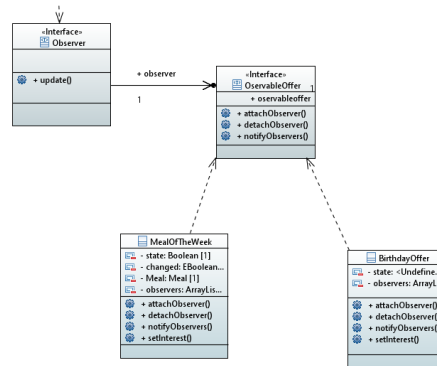 «Interface»
Observer
+ update()
+ observer
1
«Interface»
OservableOffer
1
+ oservableoffer
+ attachObserver()
+ detachObserver()
+ notifyObservers()
MealOfTheWeek
- state: Boolean [1]
- changed: EBoolean...
- Meal: Meal [1]
- observers: ArrayLis...
+ attachObserver()
+ detachObserver()
+ notifyObservers()
+ setInterest()
BirthdayOffer
- state: <Undefine.
- observers: ArrayL
+ attachObserver()
+ detachObserver()
+ notifyObservers()
+ setInterest()